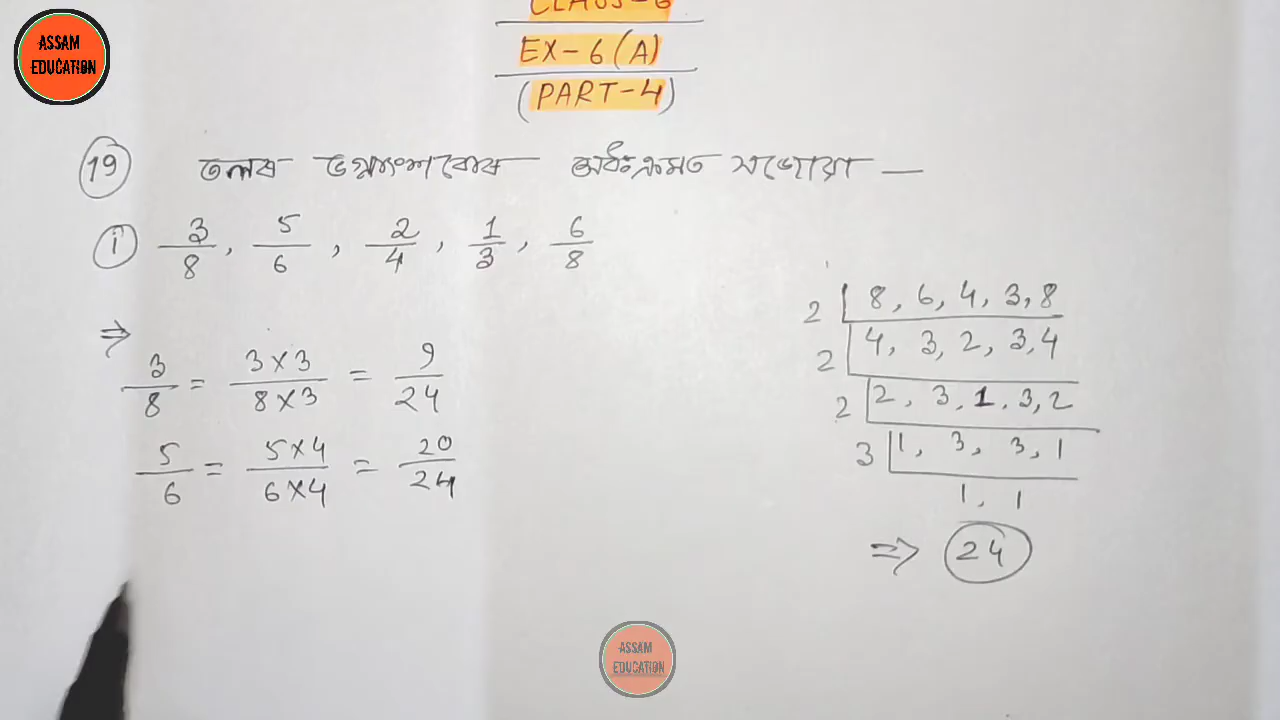 CLASS-6
ASSAM
EDUCATION
EX-6(A)
(PART-4)
19 তলৰ ভগ্নাংশবোৰ অধঃক্ৰমত সজোৱা —
i 3/8, 5/6, 2/4, 1/3, 6/8
⇒
3/8 = 3×3/8×3 = 9/24
5/6 = 5×4/6×4 = 20/24
2 8, 6, 4, 3, 8
2 4, 3, 2, 3, 4
2 2, 3, 1, 3, 2
3 1, 3, 3, 1
1, 1
⇒ 24
ASSAM
EDUCATION